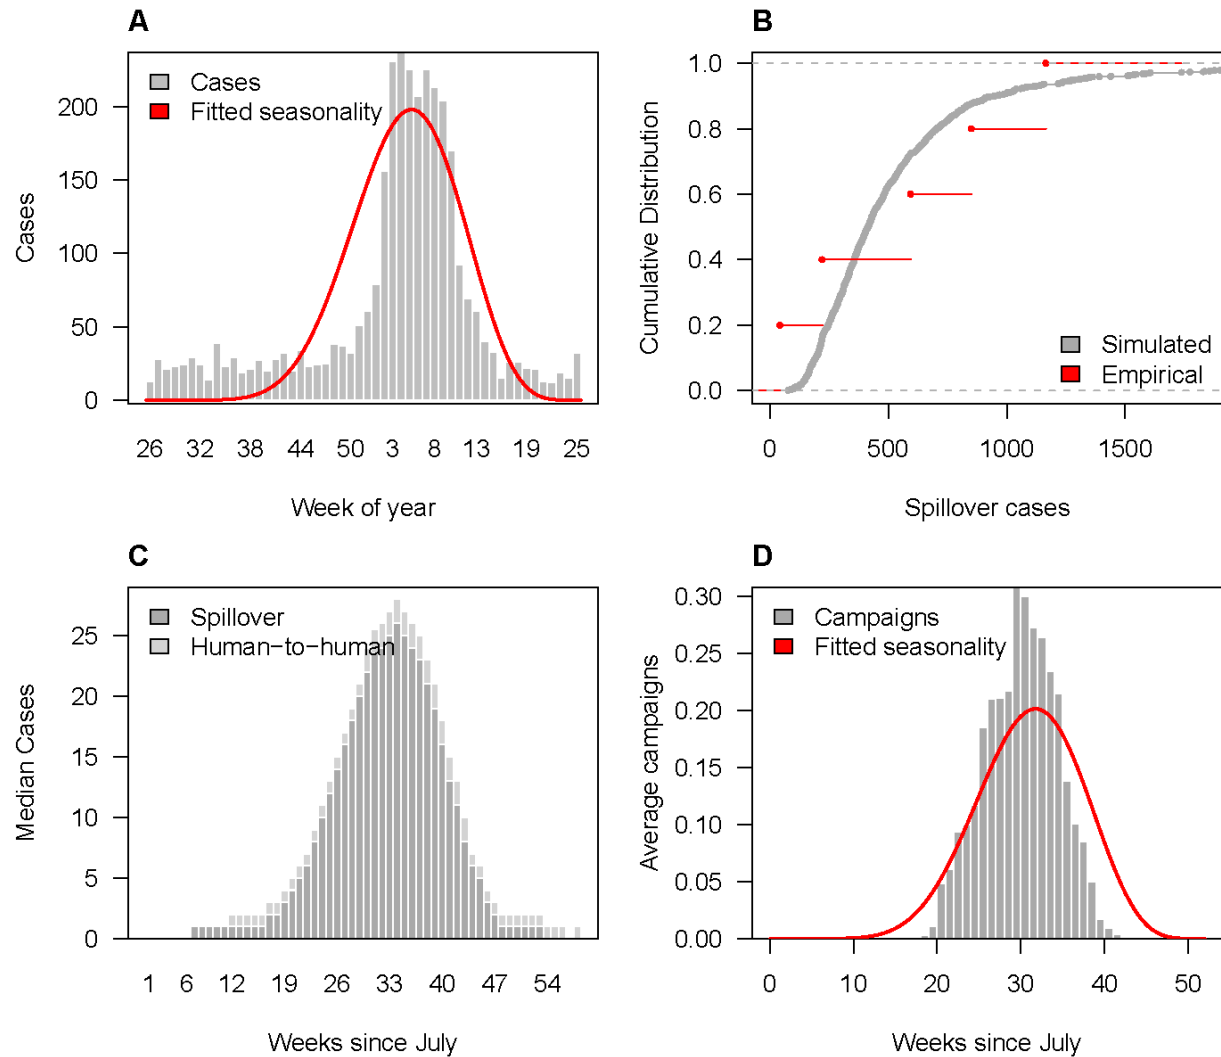 A
Cases
Fitted seasonality
200
150
100
50
0
Cases
26 32 38 44 50 3 8 13 19 25
Week of year
B
1.0
0.8
0.6
0.4
0.2
0.0
Cumulative Distribution
Simulated
Empirical
0 500 1000 1500
Spillover cases
C
Spillover
Human−to−human
25
20
15
10
5
0
Median Cases
1 6 12 19 26 33 40 47 54
Weeks since July
D
Campaigns
Fitted seasonality
0.30
0.25
0.20
0.15
0.10
0.05
0.00
Average campaigns
0 10 20 30 40 50
Weeks since July